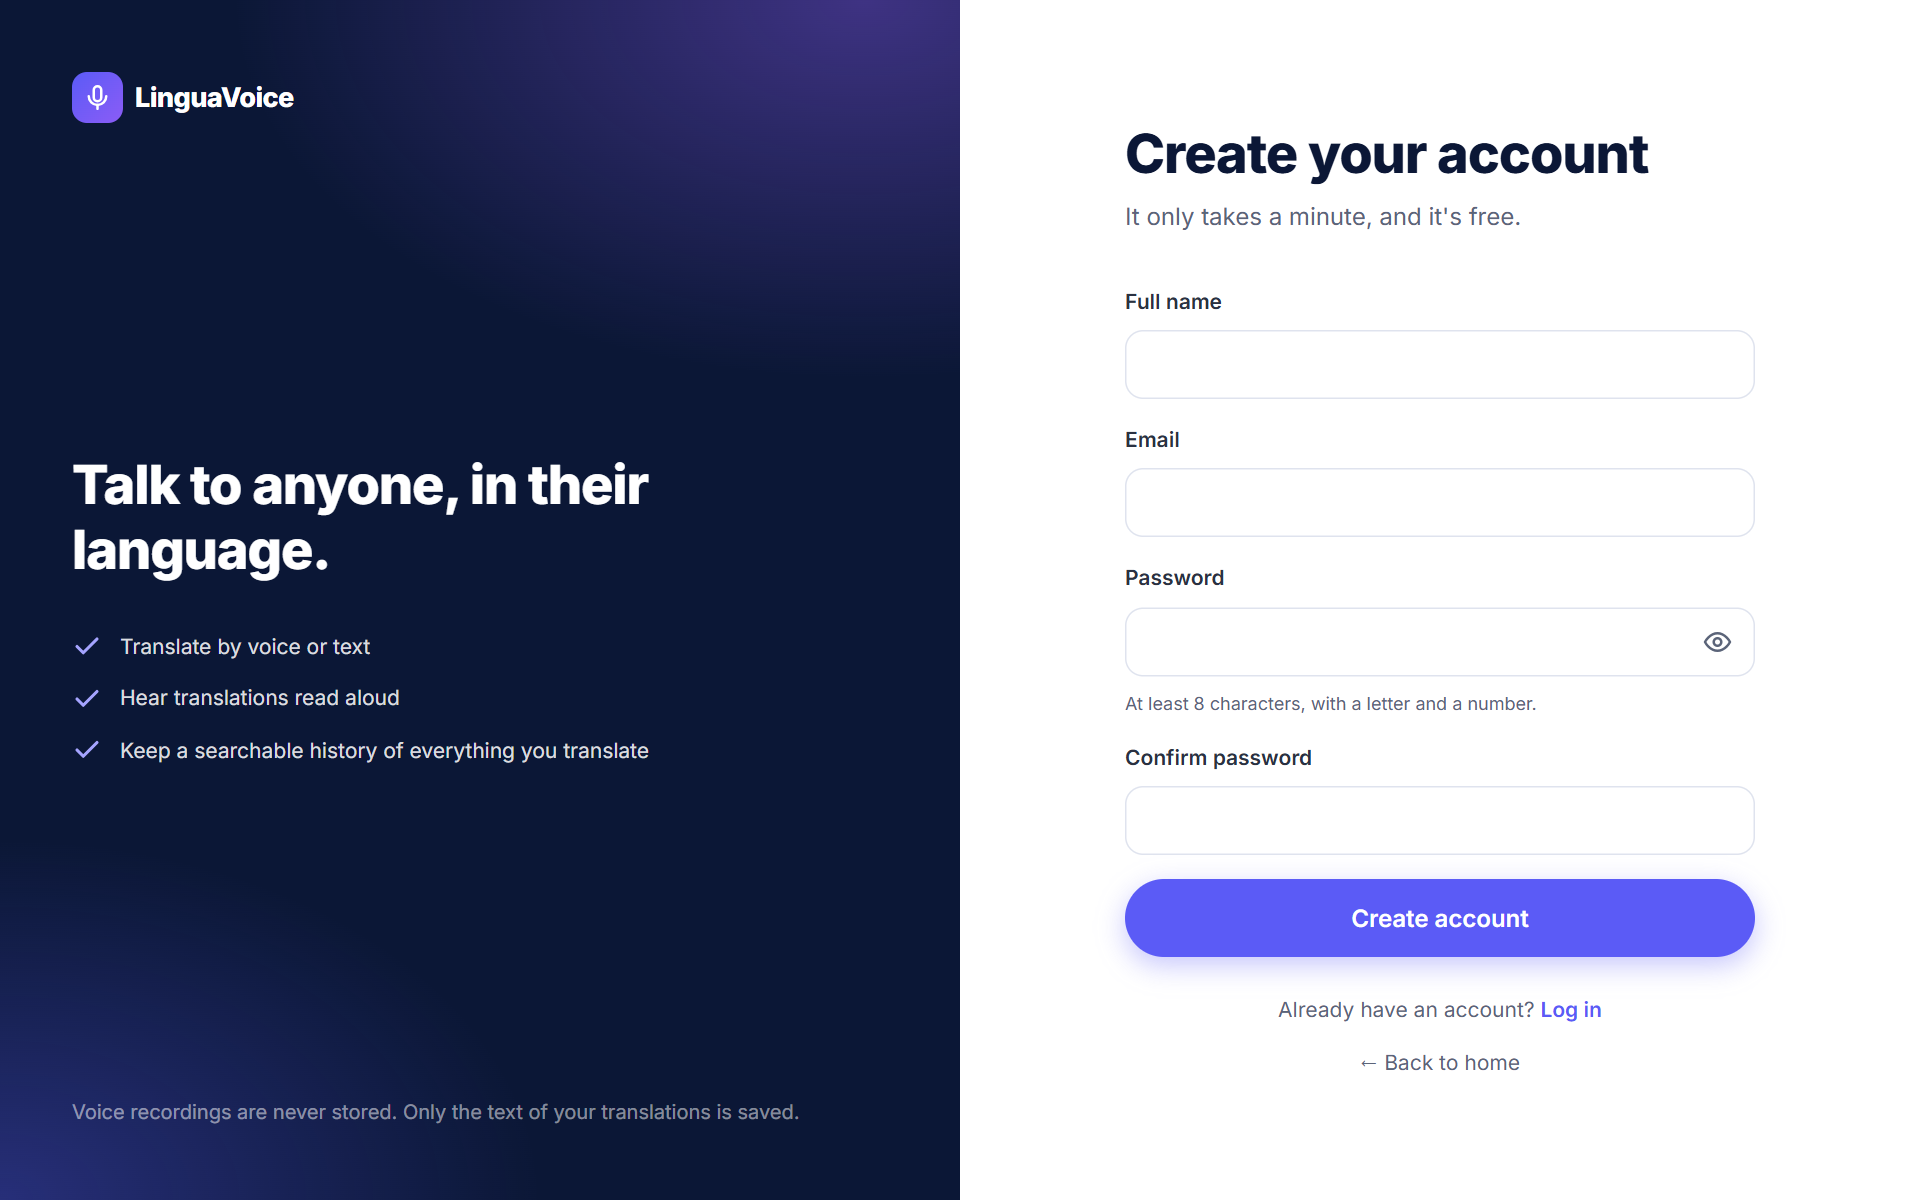 LinguaVoice
Talk to anyone, in their
language.
Translate by voice or text
Hear translations read aloud
Keep a searchable history of everything you translate
Voice recordings are never stored. Only the text of your translations is saved.
Create your account
It only takes a minute, and it's free.
Full name
Email
Password
At least 8 characters, with a letter and a number.
Confirm password
Create account
Already have an account? Log in
← Back to home